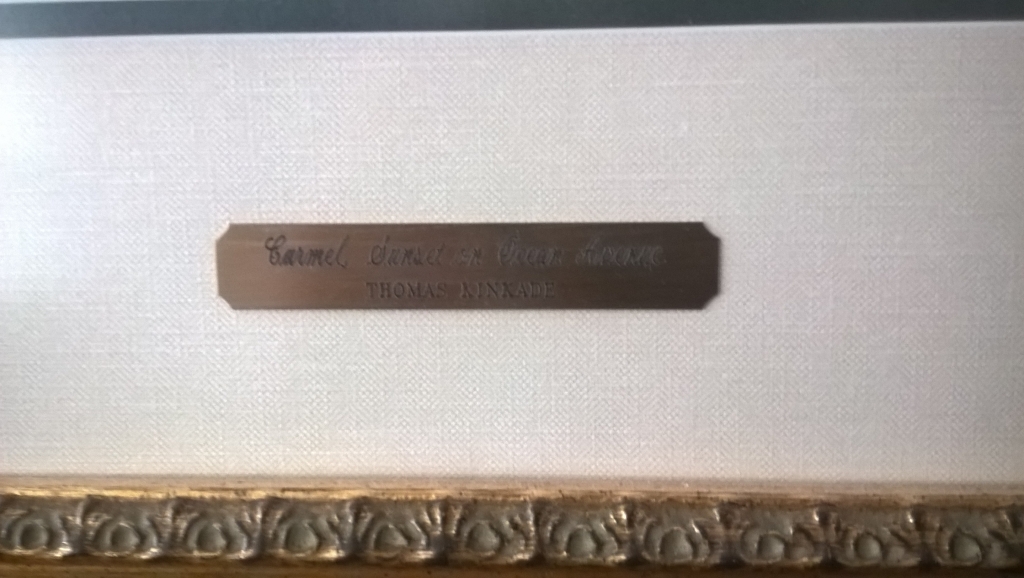 Carmel, Sunset on Ocean Avenue
THOMAS KINKADE